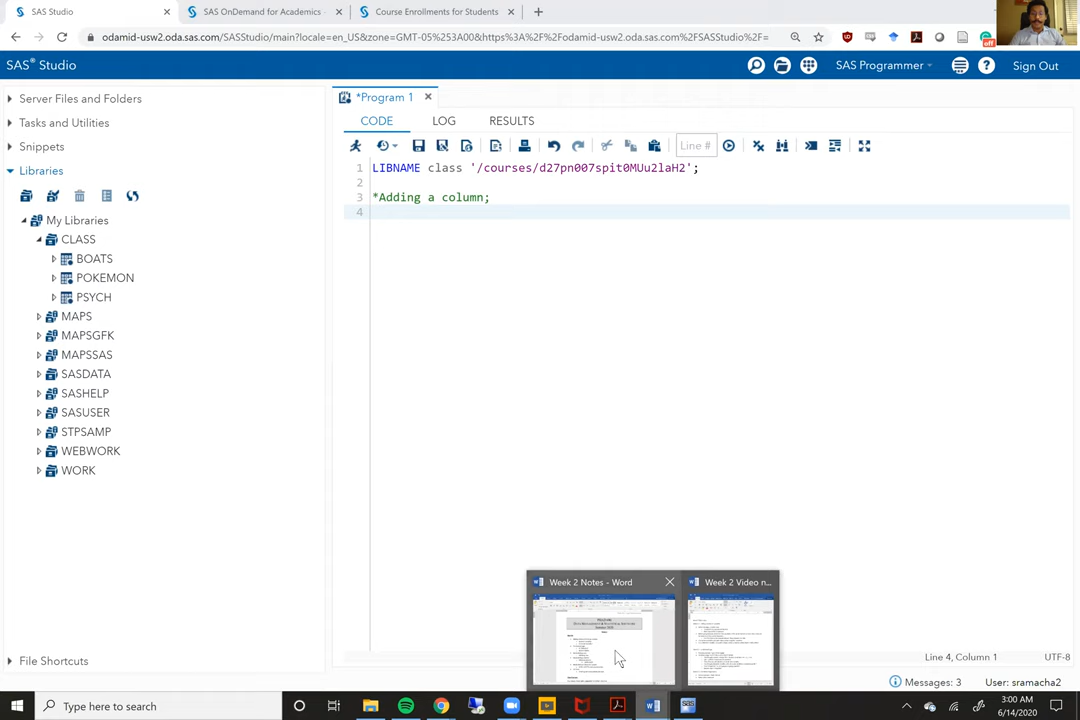 SAS Studio
SAS OnDemand for Academics
Course Enrollments for Students
odamid-usw2.oda.sas.com/SASStudio/main?locale=en_US&zone=GMT-05%253A00&https%3A%2F%2Fodamid-usw2.oda.sas.com%2FSASStudio%2F=
off
SAS® Studio
SAS Programmer
Sign Out
Server Files and Folders
Tasks and Utilities
Snippets
Libraries
My Libraries
CLASS
BOATS
POKEMON
PSYCH
MAPS
MAPSGFK
MAPSSAS
SASDATA
SASHELP
SASUSER
STPSAMP
WEBWORK
WORK
File Shortcuts
*Program 1
CODE LOG RESULTS
Line #
1 LIBNAME class '/courses/d27pn007spit0MUu2laH2';
2
3 *Adding a column;
4
Week 2 Notes - Word
Week 2 Video n...
Line 4, Column 1
UTF-8
Messages: 3
User: sramacha2
Type here to search
3:00 AM
6/14/2020